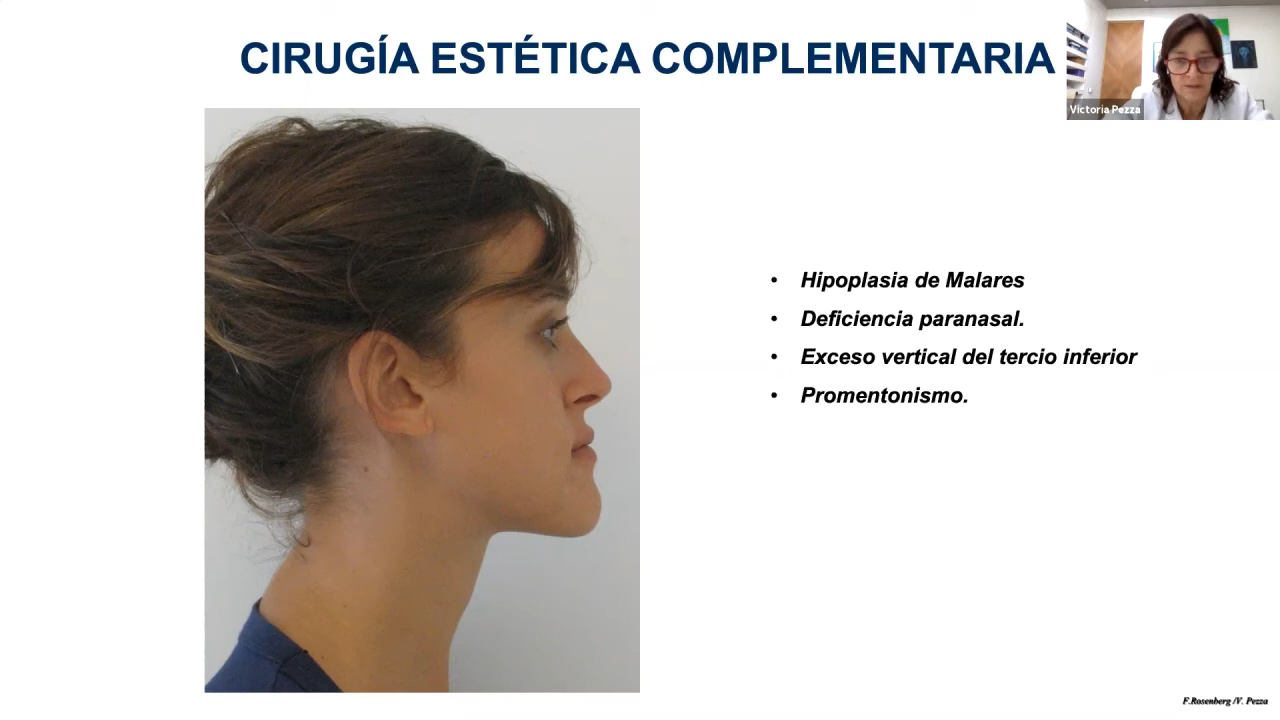 CIRUGÍA ESTÉTICA COMPLEMENTARIA
Victoria Pezza
• Hipoplasia de Malares
• Deficiencia paranasal.
• Exceso vertical del tercio inferior
• Promentonismo.
F.Rosenberg /V. Pezza